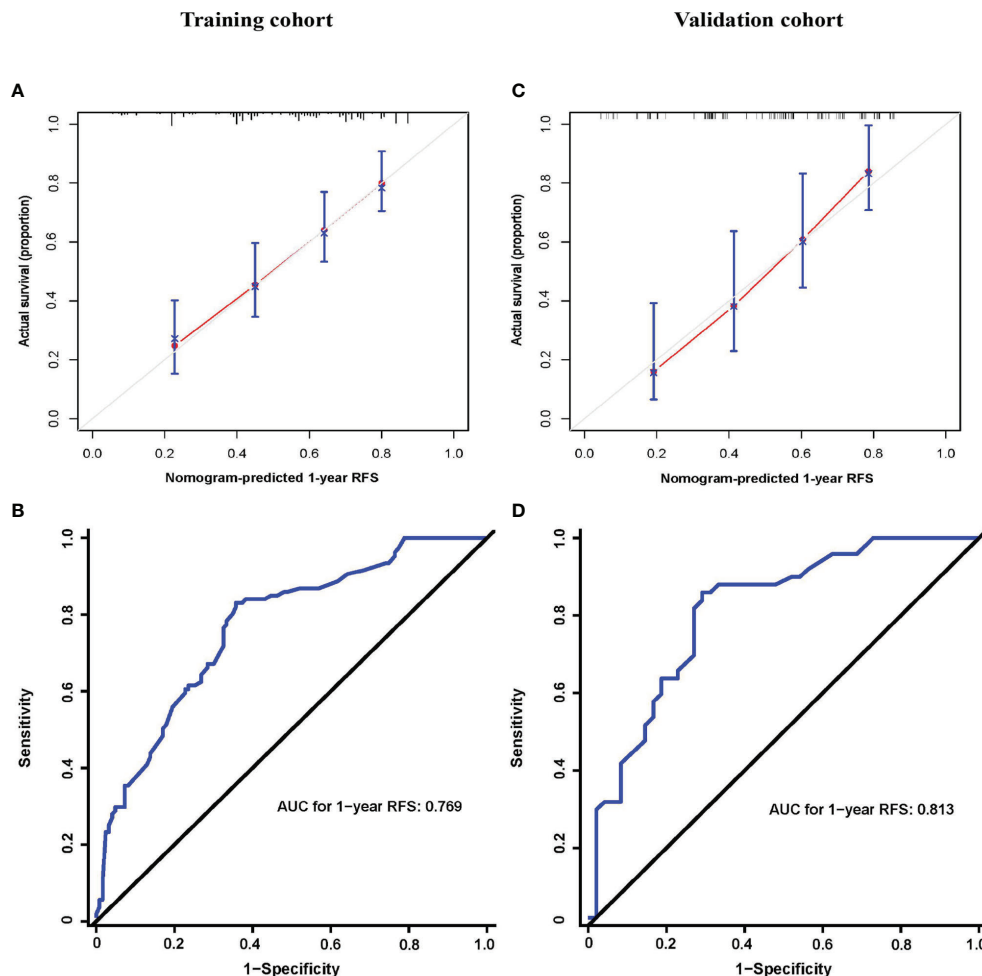 Training cohort
Validation cohort
A
Actual survival (proportion)
1.0
0.8
0.6
0.4
0.2
0.0
0.0 0.2 0.4 0.6 0.8 1.0
Nomogram-predicted 1-year RFS
C
Actual survival (proportion)
1.0
0.8
0.6
0.4
0.2
0.0
0.0 0.2 0.4 0.6 0.8 1.0
Nomogram-predicted 1-year RFS
B
Sensitivity
1.0
0.8
0.6
0.4
0.2
0
AUC for 1-year RFS: 0.769
0 0.2 0.4 0.6 0.8 1.0
1-Specificity
D
Sensitivity
1.0
0.8
0.6
0.4
0.2
0
AUC for 1-year RFS: 0.813
0 0.2 0.4 0.6 0.8 1.0
1-Specificity